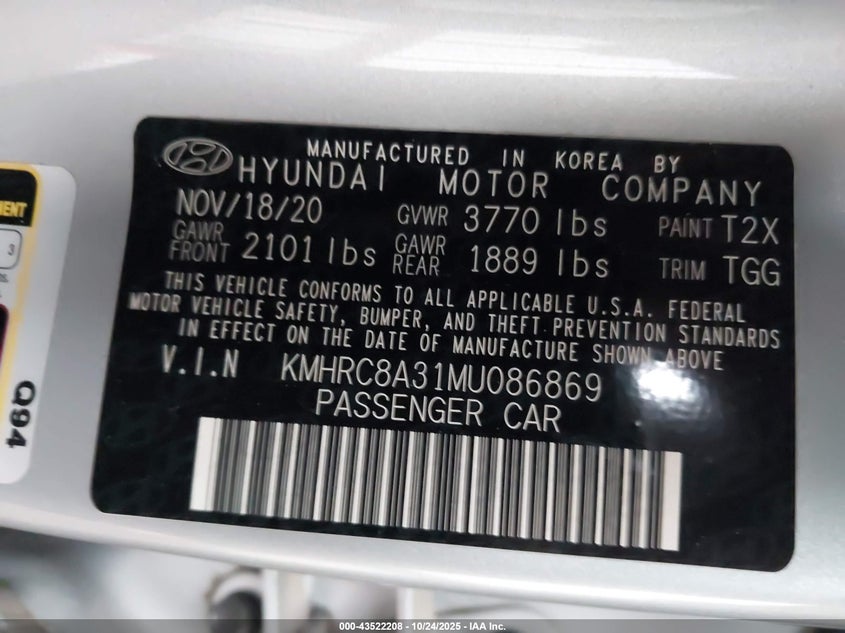 MANUFACTURED IN KOREA BY
HYUNDAI MOTOR COMPANY
NOV/18/20 GVWR 3770 lbs PAINT T2X
GAWR FRONT 2101 lbs GAWR REAR 1889 lbs TRIM TGG
THIS VEHICLE CONFORMS TO ALL APPLICABLE U.S.A. FEDERAL
MOTOR VEHICLE SAFETY, BUMPER, AND THEFT PREVENTION STANDARDS
IN EFFECT ON THE DATE OF MANUFACTURE SHOWN ABOVE
V.I.N KMHRC8A31MU086869
PASSENGER CAR
3
Q94
000-43522208 - 10/24/2025 - IAA Inc.